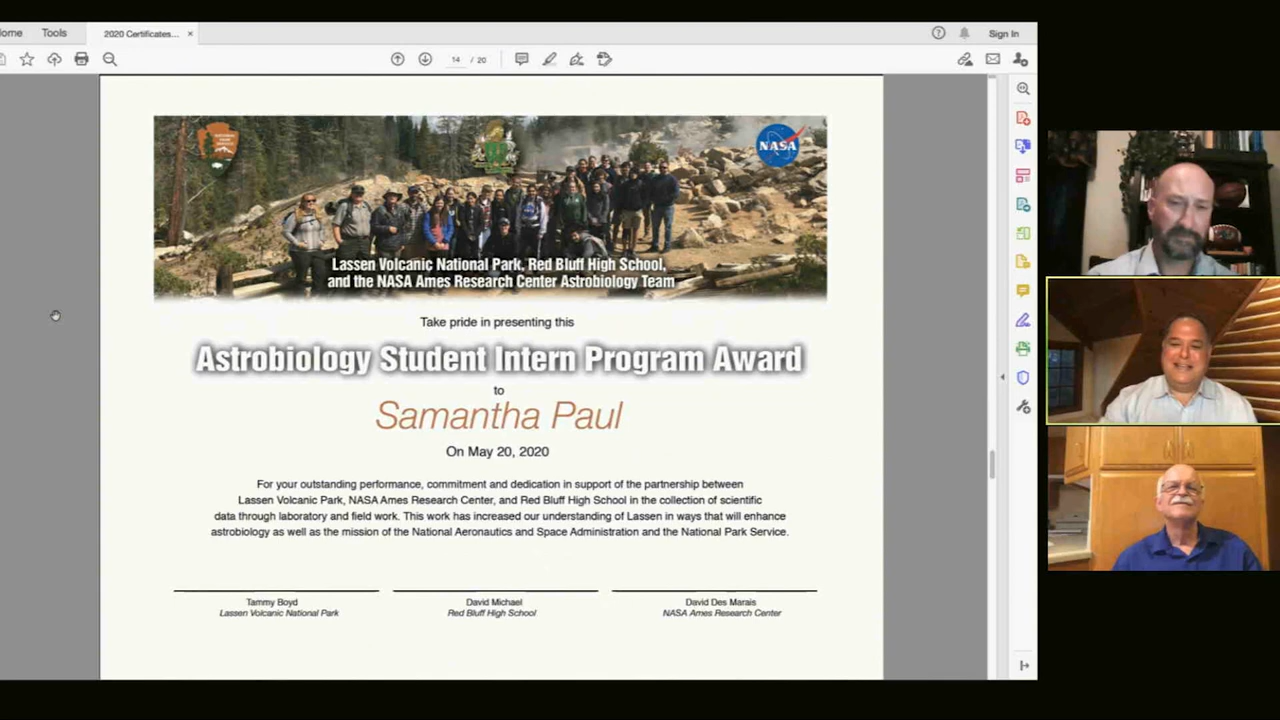 ome
Tools
2020 Certificates...
Sign In
14 / 20
NASA
Lassen Volcanic National Park, Red Bluff High School,
and the NASA Ames Research Center Astrobiology Team
Take pride in presenting this
Astrobiology Student Intern Program Award
to
Samantha Paul
On May 20, 2020
For your outstanding performance, commitment and dedication in support of the partnership between
Lassen Volcanic Park, NASA Ames Research Center, and Red Bluff High School in the collection of scientific
data through laboratory and field work. This work has increased our understanding of Lassen in ways that will enhance
astrobiology as well as the mission of the National Aeronautics and Space Administration and the National Park Service.
Tammy Boyd
Lassen Volcanic National Park
David Michael
Red Bluff High School
David Des Marais
NASA Ames Research Center